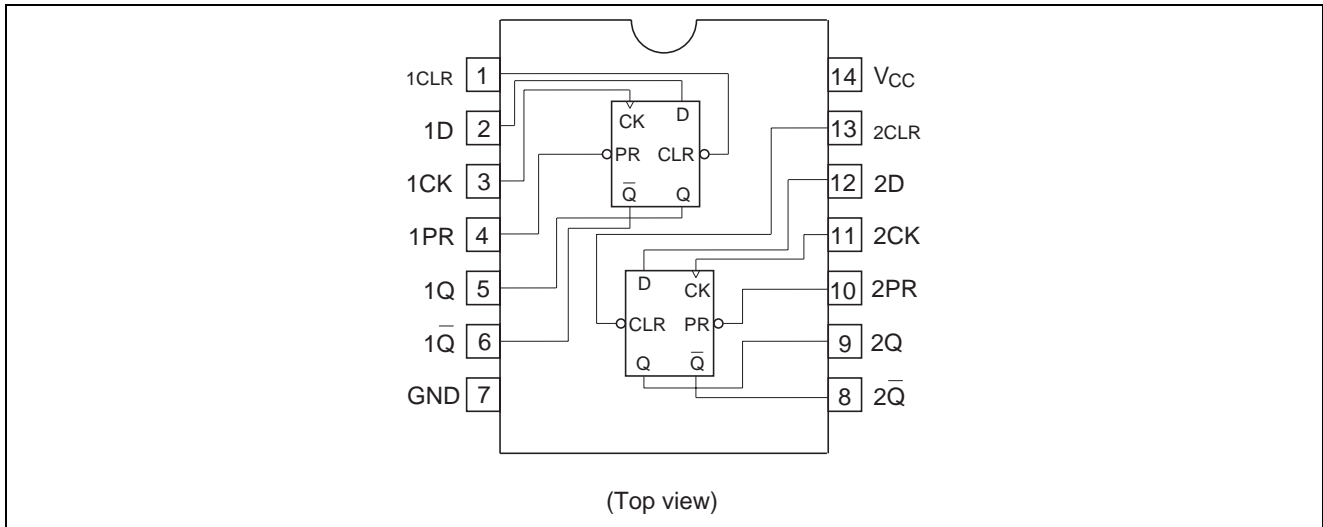 1CLR 1
1D 2
1CK 3
1PR 4
1Q 5
1Q̅ 6
GND 7
14 VCC
13 2CLR
12 2D
11 2CK
10 2PR
9 2Q
8 2Q̅
CK D
PR CLR
Q̅ Q
D CK
CLR PR
Q Q̅
(Top view)